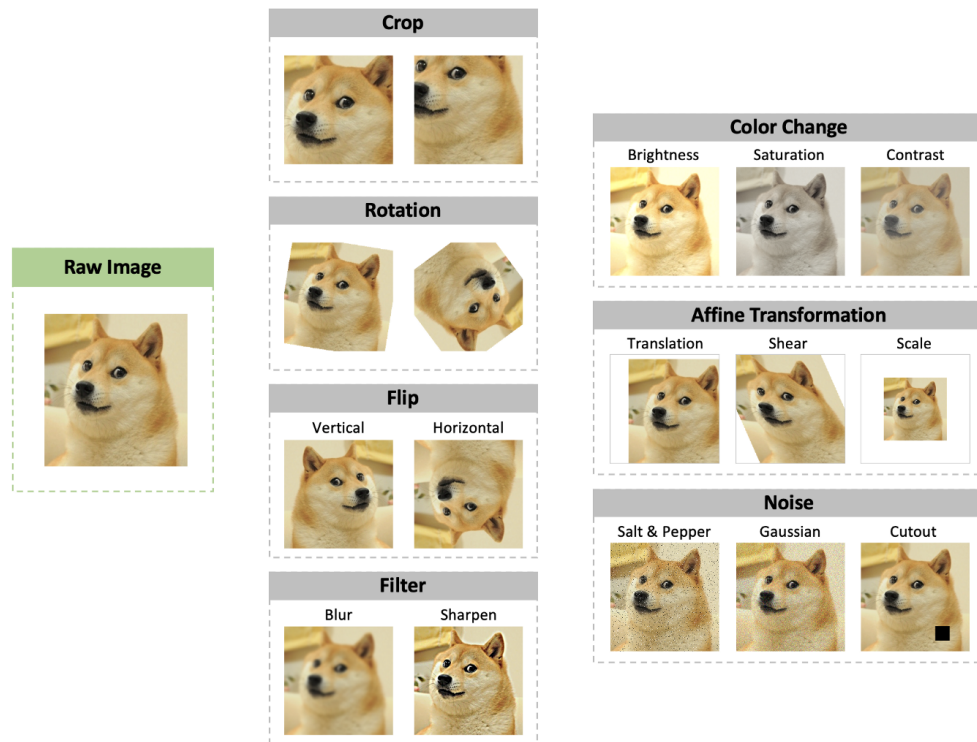 Raw Image
Crop
Rotation
Flip
Vertical Horizontal
Filter
Blur Sharpen
Color Change
Brightness Saturation Contrast
Affine Transformation
Translation Shear Scale
Noise
Salt & Pepper Gaussian Cutout